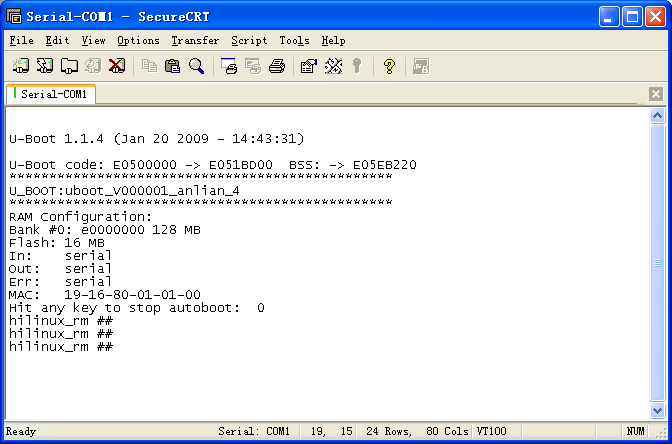 Serial-COM1 - SecureCRT
File Edit View Options Transfer Script Tools Help
Serial-COM1
U-Boot 1.1.4 (Jan 20 2009 - 14:43:31)
U-Boot code: E0500000 -> E051BD00  BSS: -> E05EB220
************************************************
U_BOOT:uboot_V000001_anlian_4
************************************************
RAM Configuration:
Bank #0: e0000000 128 MB
Flash: 16 MB
In:    serial
Out:   serial
Err:   serial
MAC:   19-16-80-01-01-00
Hit any key to stop autoboot:  0
hilinux_rm ##
hilinux_rm ##
hilinux_rm ##
Ready Serial: COM1 19, 15 24 Rows, 80 Cols VT100 NUM